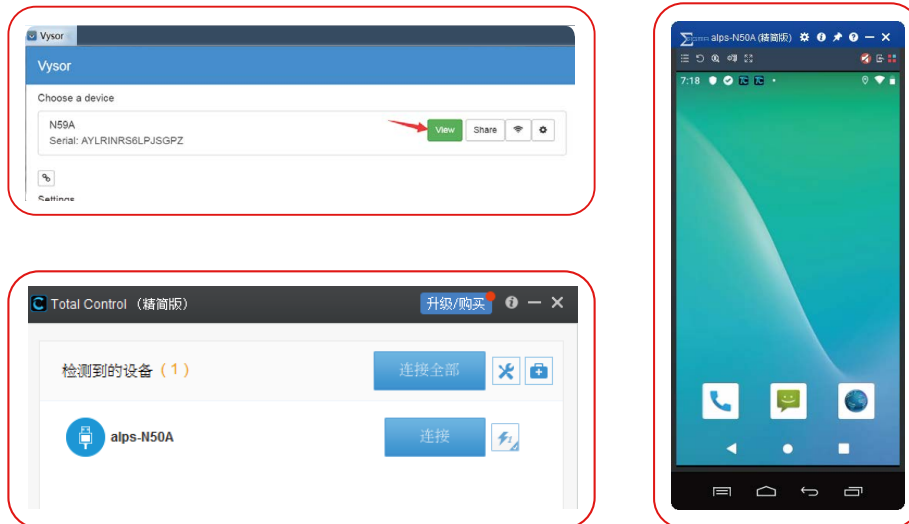 Vysor
Vysor
Choose a device
N59A
Serial: AYLRINRS6LPJSGPZ
View
Share
Settings
Total Control (精简版)
升级/购买
检测到的设备 (1)
连接全部
alps-N50A
连接
alps-N50A (精简版)
7:18